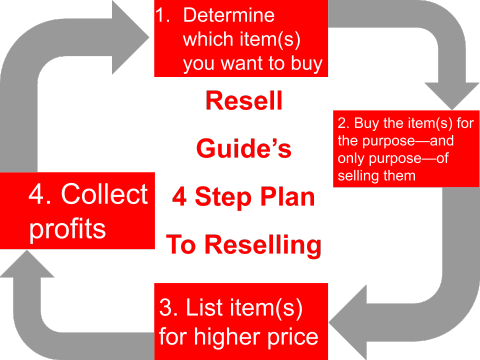 1. Determine
which item(s)
you want to buy
Resell
Guide’s
4 Step Plan
To Reselling
2. Buy the item(s) for
the purpose—and
only purpose—of
selling them
3. List item(s)
for higher price
4. Collect
profits